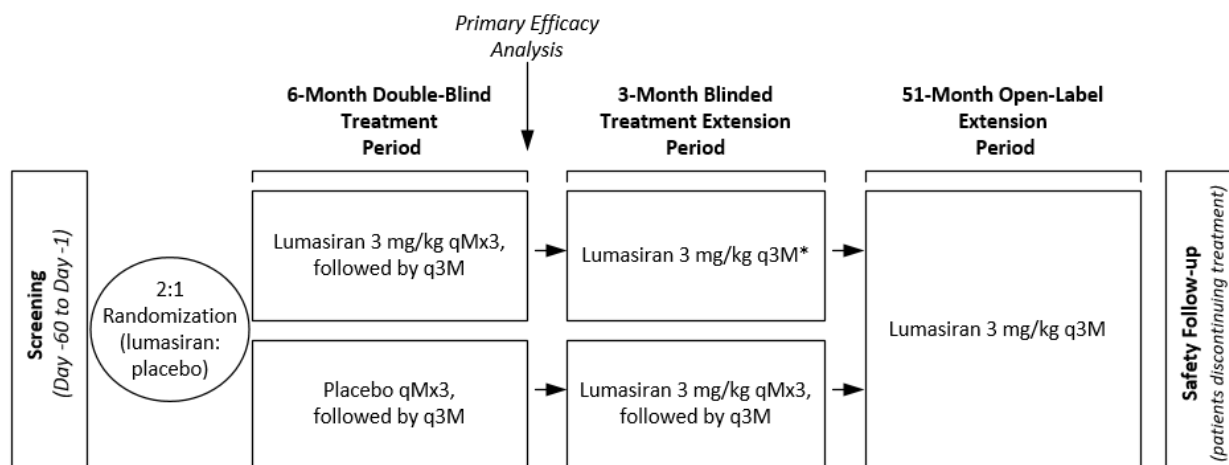 Primary Efficacy
Analysis
6-Month Double-Blind
Treatment
Period
3-Month Blinded
Treatment Extension
Period
51-Month Open-Label
Extension
Period
Screening
(Day -60 to Day -1)
2:1
Randomization
(lumasiran:
placebo)
Lumasiran 3 mg/kg qMx3,
followed by q3M
Lumasiran 3 mg/kg q3M*
Placebo qMx3,
followed by q3M
Lumasiran 3 mg/kg qMx3,
followed by q3M
Lumasiran 3 mg/kg q3M
Safety Follow-up
(patients discontinuing treatment)